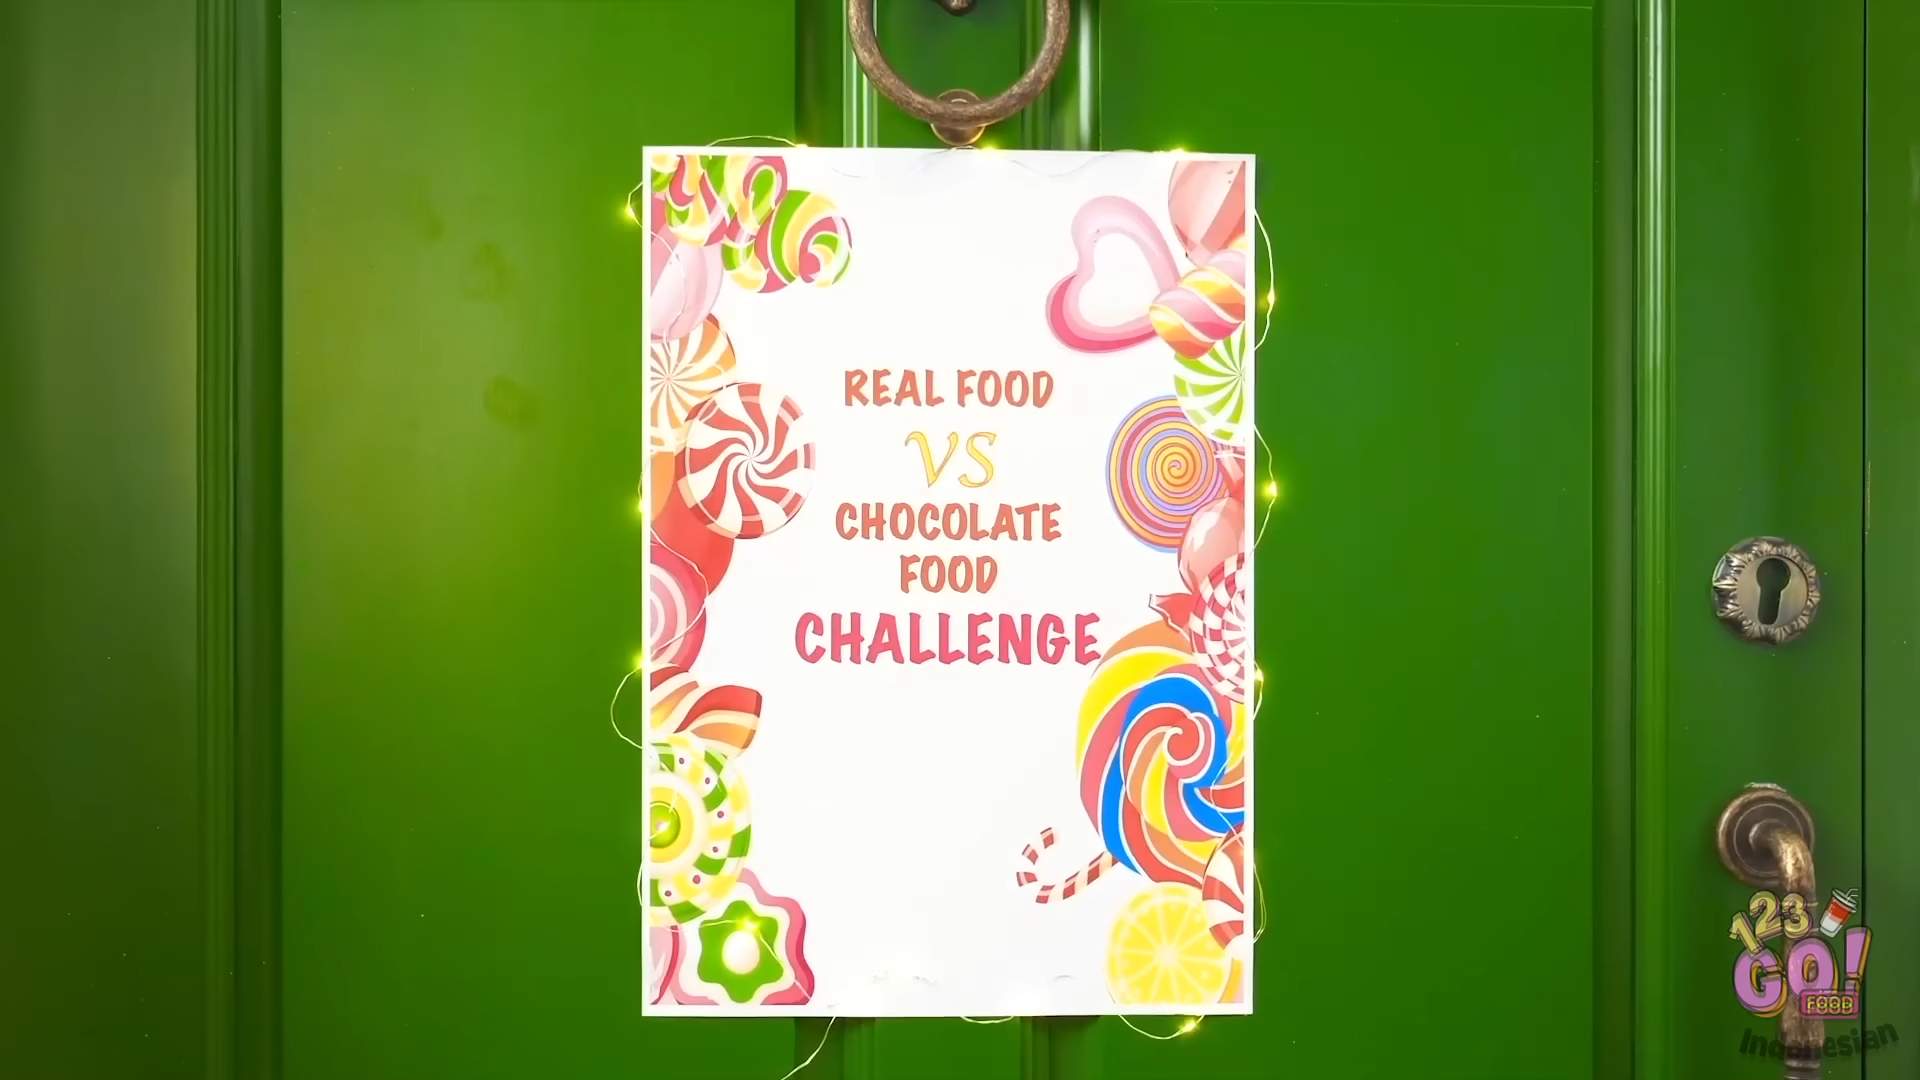 REAL FOOD
VS
CHOCOLATE
FOOD
CHALLENGE
123
GO!
FOOD
Indonesian